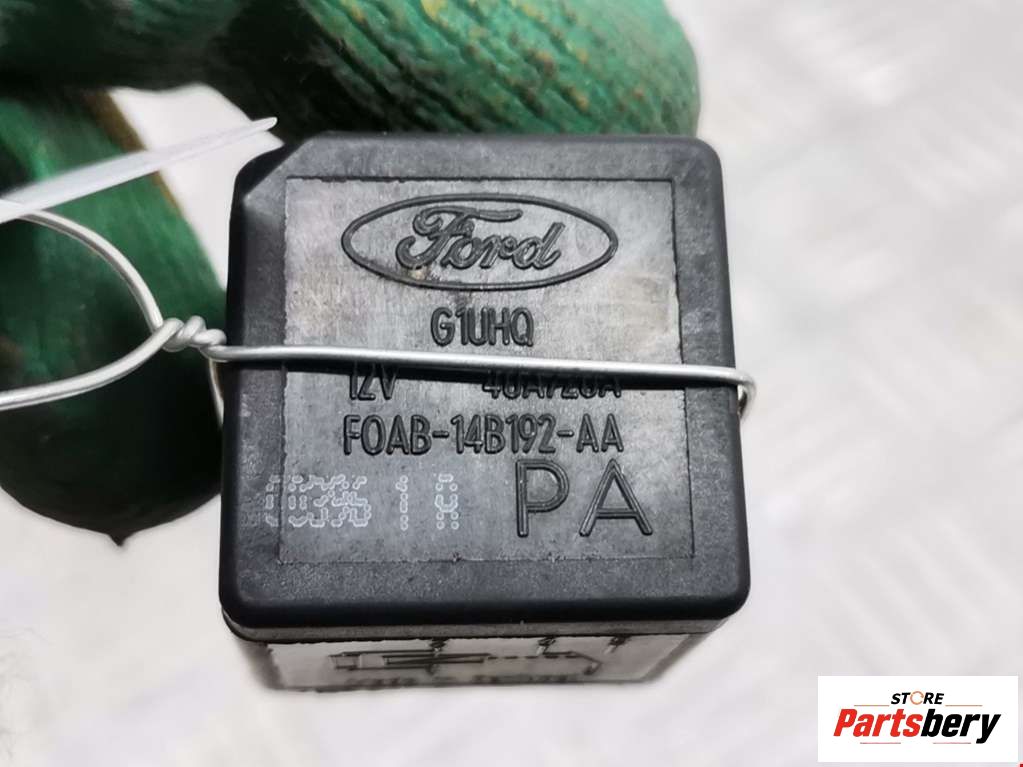 Ford
G1UHQ
12V 40A/20A
F0AB-14B192-AA
PA
STORE
Partsbery